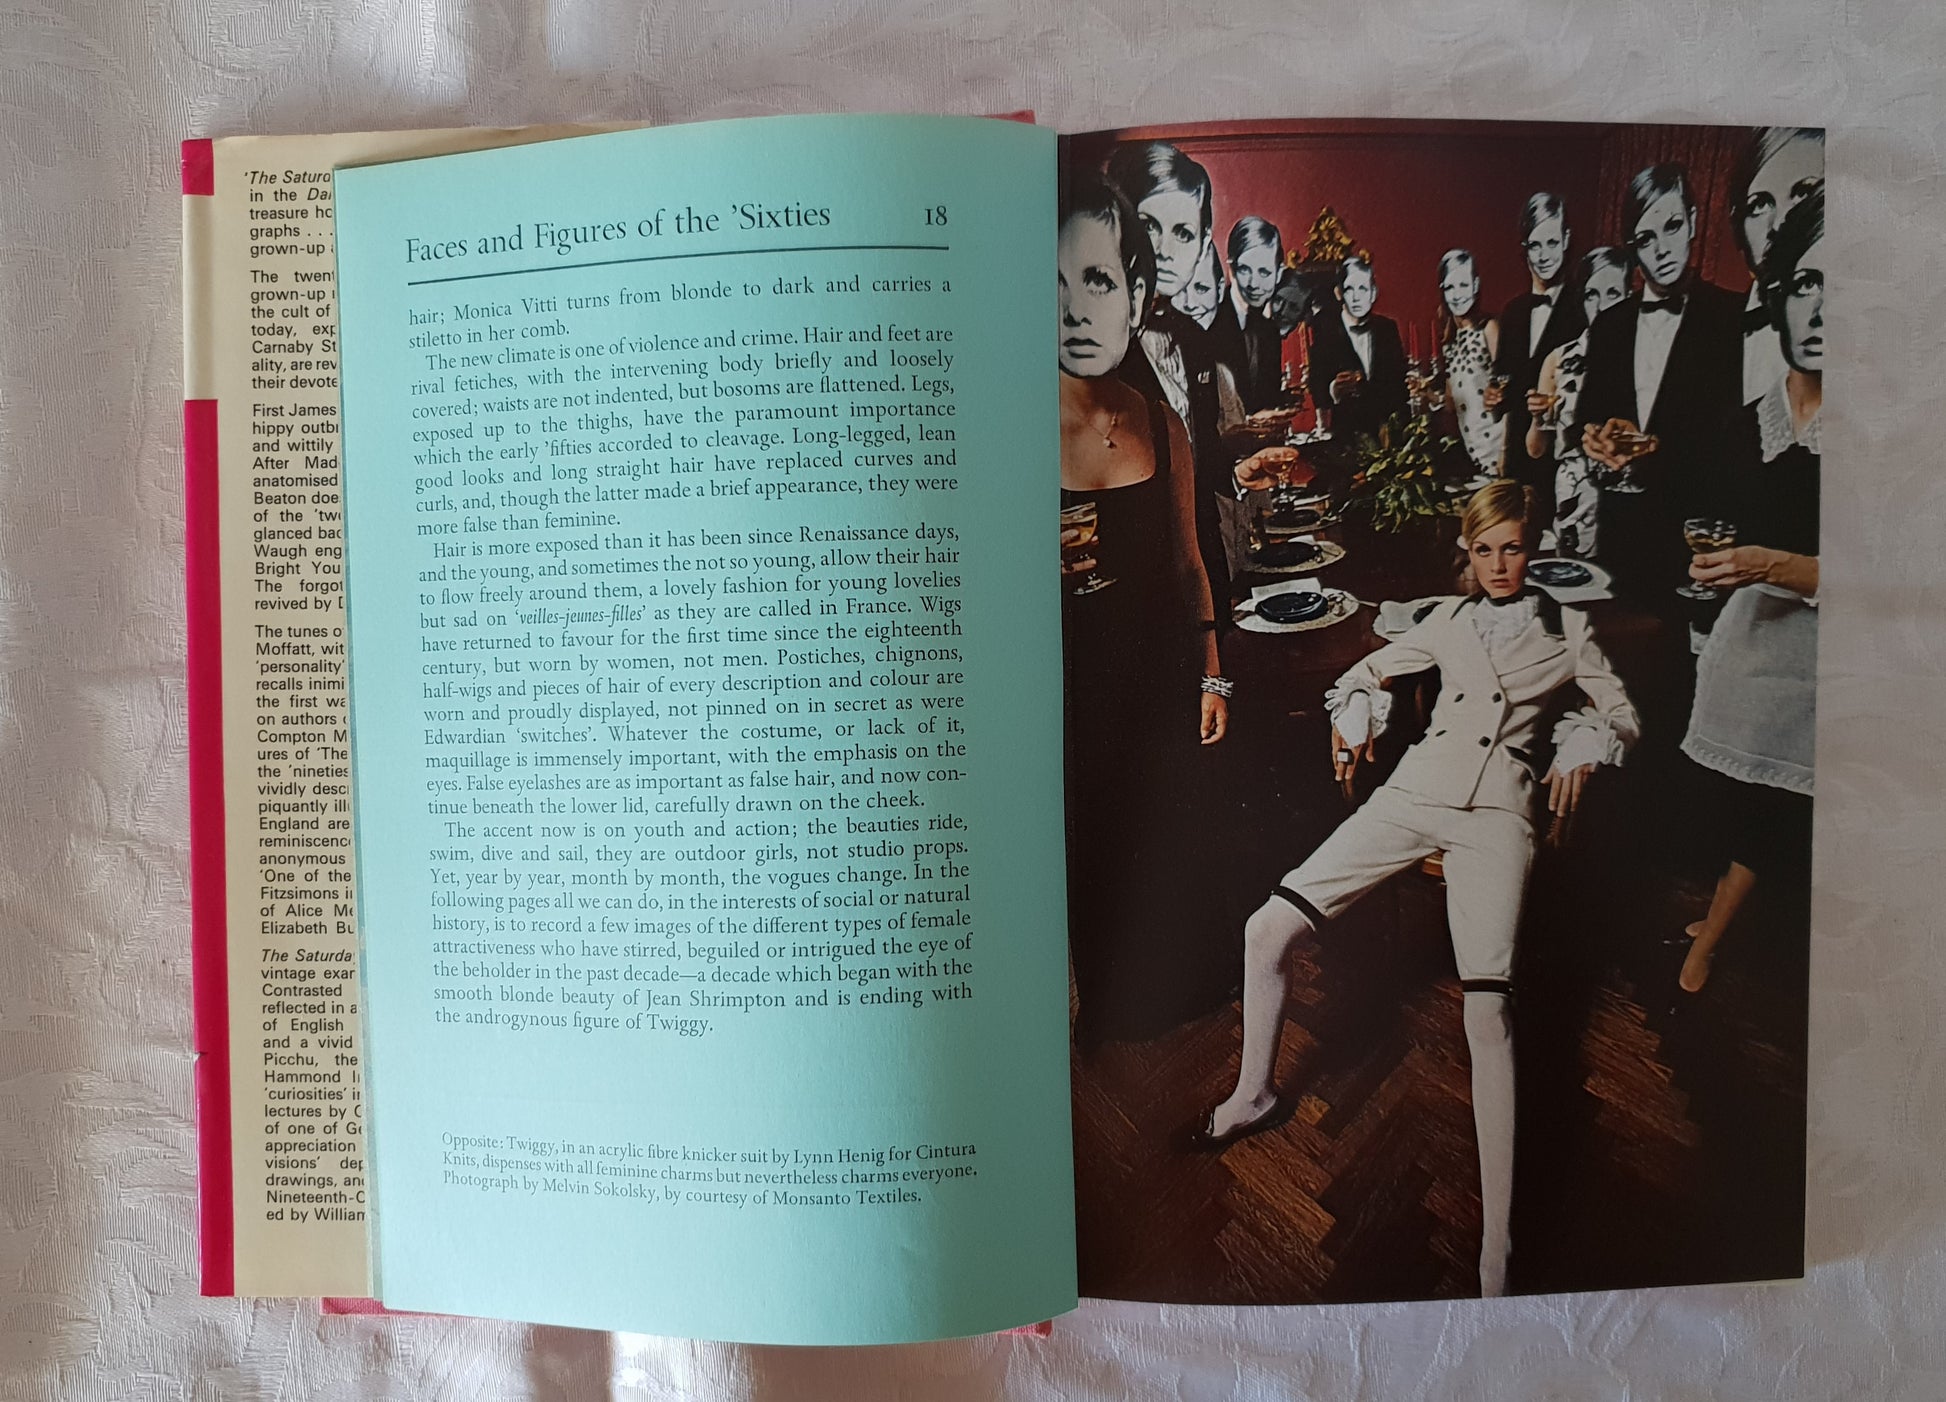 'The Saturd
in the Dai
treasure ho
graphs . . .
grown-up
The twent
grown-up
the cult of
today, exp
Carnaby St
ality, are rev
their devote
First James
hippy outb
and wittily
After Mad
anatomised
Beaton doe
of the 'tw
glanced bac
Waugh eng
Bright You
The forgot
revived by
The tunes o
Moffatt, wit
'personality'
recalls inimi
the first wa
on authors
Compton M
ures of 'The
the 'nineties
vividly desc
piquantly ill
England are
reminiscenc
anonymous
'One of the
Fitzsimons i
of Alice Me
Elizabeth Bu
The Saturda
vintage exar
Contrasted
reflected in a
of English
and a vivid
Picchu, the
Hammond I
'curiosities' i
lectures by C
of one of Ge
appreciation
visions' dep
drawings, and
Nineteenth-C
ed by William
Faces and Figures of the 'Sixties 18
hair; Monica Vitti turns from blonde to dark and carries a
stiletto in her comb.
The new climate is one of violence and crime. Hair and feet are
rival fetiches, with the intervening body briefly and loosely
covered; waists are not indented, but bosoms are flattened. Legs,
exposed up to the thighs, have the paramount importance
which the early 'fifties accorded to cleavage. Long-legged, lean
good looks and long straight hair have replaced curves and
curls, and, though the latter made a brief appearance, they were
more false than feminine.
Hair is more exposed than it has been since Renaissance days,
and the young, and sometimes the not so young, allow their hair
to flow freely around them, a lovely fashion for young lovelies
but sad on 'veilles-jeunes-filles' as they are called in France. Wigs
have returned to favour for the first time since the eighteenth
century, but worn by women, not men. Postiches, chignons,
half-wigs and pieces of hair of every description and colour are
worn and proudly displayed, not pinned on in secret as were
Edwardian 'switches'. Whatever the costume, or lack of it,
maquillage is immensely important, with the emphasis on the
eyes. False eyelashes are as important as false hair, and now con-
tinue beneath the lower lid, carefully drawn on the cheek.
The accent now is on youth and action; the beauties ride,
swim, dive and sail, they are outdoor girls, not studio props.
Yet, year by year, month by month, the vogues change. In the
following pages all we can do, in the interests of social or natural
history, is to record a few images of the different types of female
attractiveness who have stirred, beguiled or intrigued the eye of
the beholder in the past decade—a decade which began with the
smooth blonde beauty of Jean Shrimpton and is ending with
the androgynous figure of Twiggy.
Opposite: Twiggy, in an acrylic fibre knicker suit by Lynn Henig for Cintura
Knits, dispenses with all feminine charms but nevertheless charms everyone.
Photograph by Melvin Sokolsky, by courtesy of Monsanto Textiles.